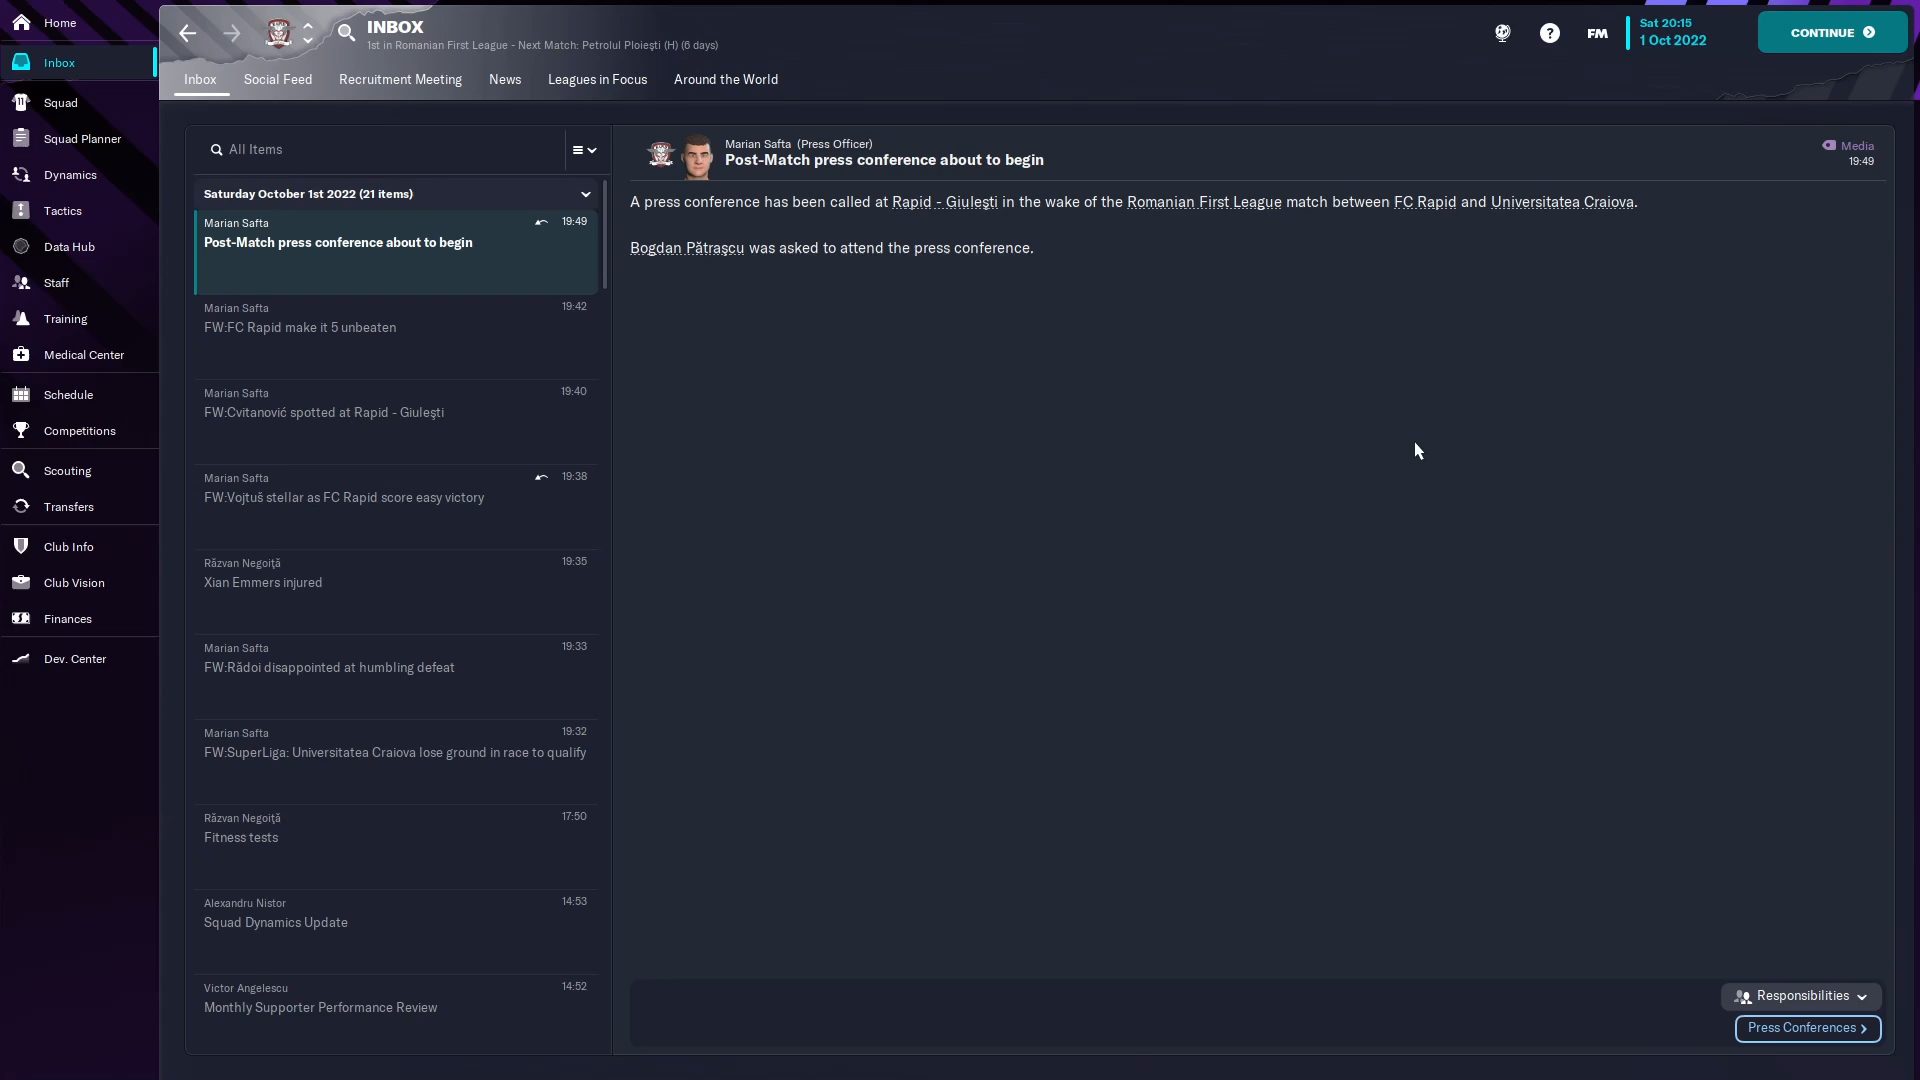 Home
Inbox
Squad
Squad Planner
Dynamics
Tactics
Data Hub
Staff
Training
Medical Center
Schedule
Competitions
Scouting
Transfers
Club Info
Club Vision
Finances
Dev. Center
INBOX
1st in Romanian First League - Next Match: Petrolul Ploiești (H) (6 days)
FM
Sat 20:15
1 Oct 2022
CONTINUE
Inbox
Social Feed
Recruitment Meeting
News
Leagues in Focus
Around the World
All Items
Saturday October 1st 2022 (21 items)
Marian Safta 19:49
Post-Match press conference about to begin
Marian Safta 19:42
FW:FC Rapid make it 5 unbeaten
Marian Safta 19:40
FW:Cvitanović spotted at Rapid - Giulești
Marian Safta 19:38
FW:Vojtuš stellar as FC Rapid score easy victory
Răzvan Negoiță 19:35
Xian Emmers injured
Marian Safta 19:33
FW:Rădoi disappointed at humbling defeat
Marian Safta 19:32
FW:SuperLiga: Universitatea Craiova lose ground in race to qualify
Răzvan Negoiță 17:50
Fitness tests
Alexandru Nistor 14:53
Squad Dynamics Update
Victor Angelescu 14:52
Monthly Supporter Performance Review
Marian Safta (Press Officer)
Post-Match press conference about to begin
Media
19:49
A press conference has been called at Rapid - Giulești in the wake of the Romanian First League match between FC Rapid and Universitatea Craiova.
Bogdan Pătrașcu was asked to attend the press conference.
Responsibilities
Press Conferences